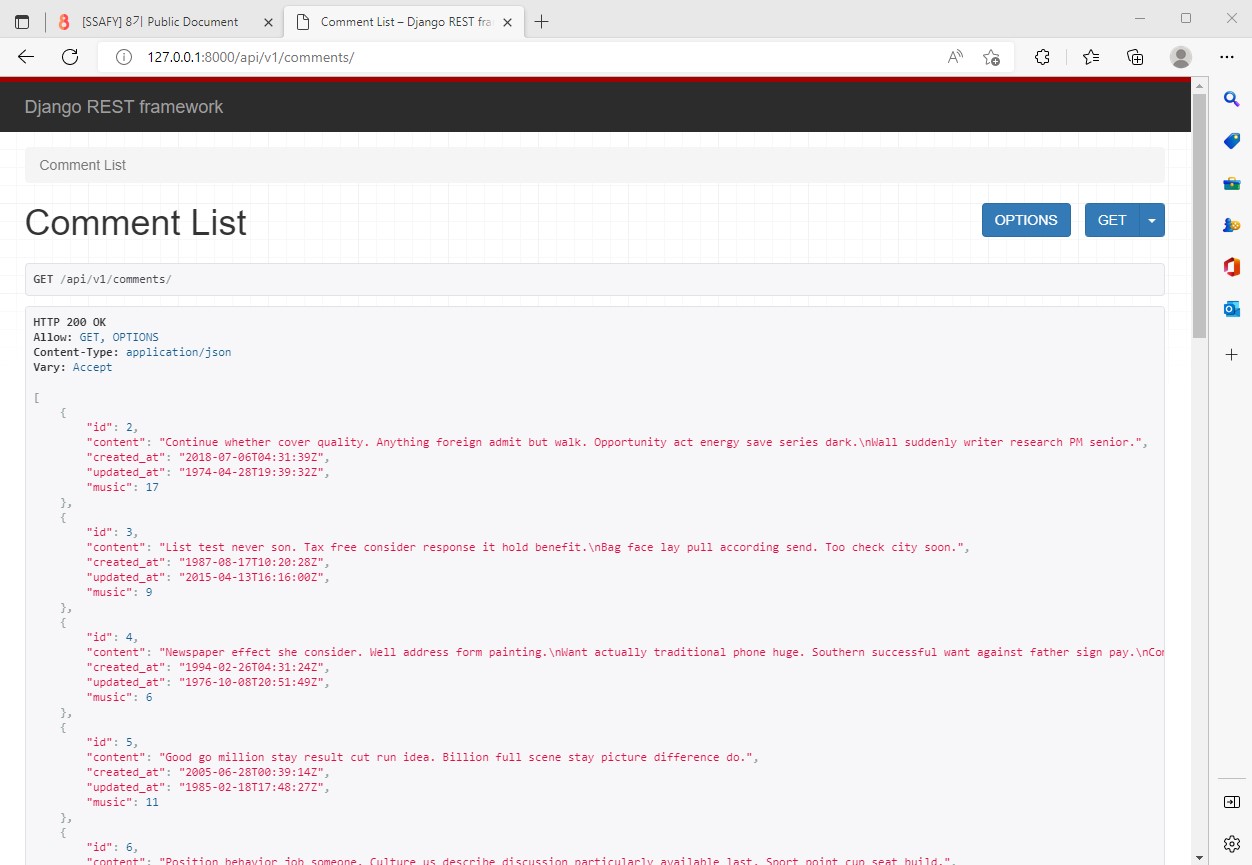 [SSAFY] 8기 Public Document
Comment List – Django REST fra
127.0.0.1:8000/api/v1/comments/
Django REST framework
Comment List
Comment List
OPTIONS
GET
GET /api/v1/comments/
HTTP 200 OK
Allow: GET, OPTIONS
Content-Type: application/json
Vary: Accept
[
    {
        "id": 2,
        "content": "Continue whether cover quality. Anything foreign admit but walk. Opportunity act energy save series dark.\nWall suddenly writer research PM senior.",
        "created_at": "2018-07-06T04:31:39Z",
        "updated_at": "1974-04-28T19:39:32Z",
        "music": 17
    },
    {
        "id": 3,
        "content": "List test never son. Tax free consider response it hold benefit.\nBag face lay pull according send. Too check city soon.",
        "created_at": "1987-08-17T10:20:28Z",
        "updated_at": "2015-04-13T16:16:00Z",
        "music": 9
    },
    {
        "id": 4,
        "content": "Newspaper effect she consider. Well address form painting.\nWant actually traditional phone huge. Southern successful want against father sign pay.\nCon
        "created_at": "1994-02-26T04:31:24Z",
        "updated_at": "1976-10-08T20:51:49Z",
        "music": 6
    },
    {
        "id": 5,
        "content": "Good go million stay result cut run idea. Billion full scene stay picture difference do.",
        "created_at": "2005-06-28T00:39:14Z",
        "updated_at": "1985-02-18T17:48:27Z",
        "music": 11
    },
    {
        "id": 6,
        "content": "Position behavior job someone. Culture us describe discussion particularly available last. Sport point cup seat build.",